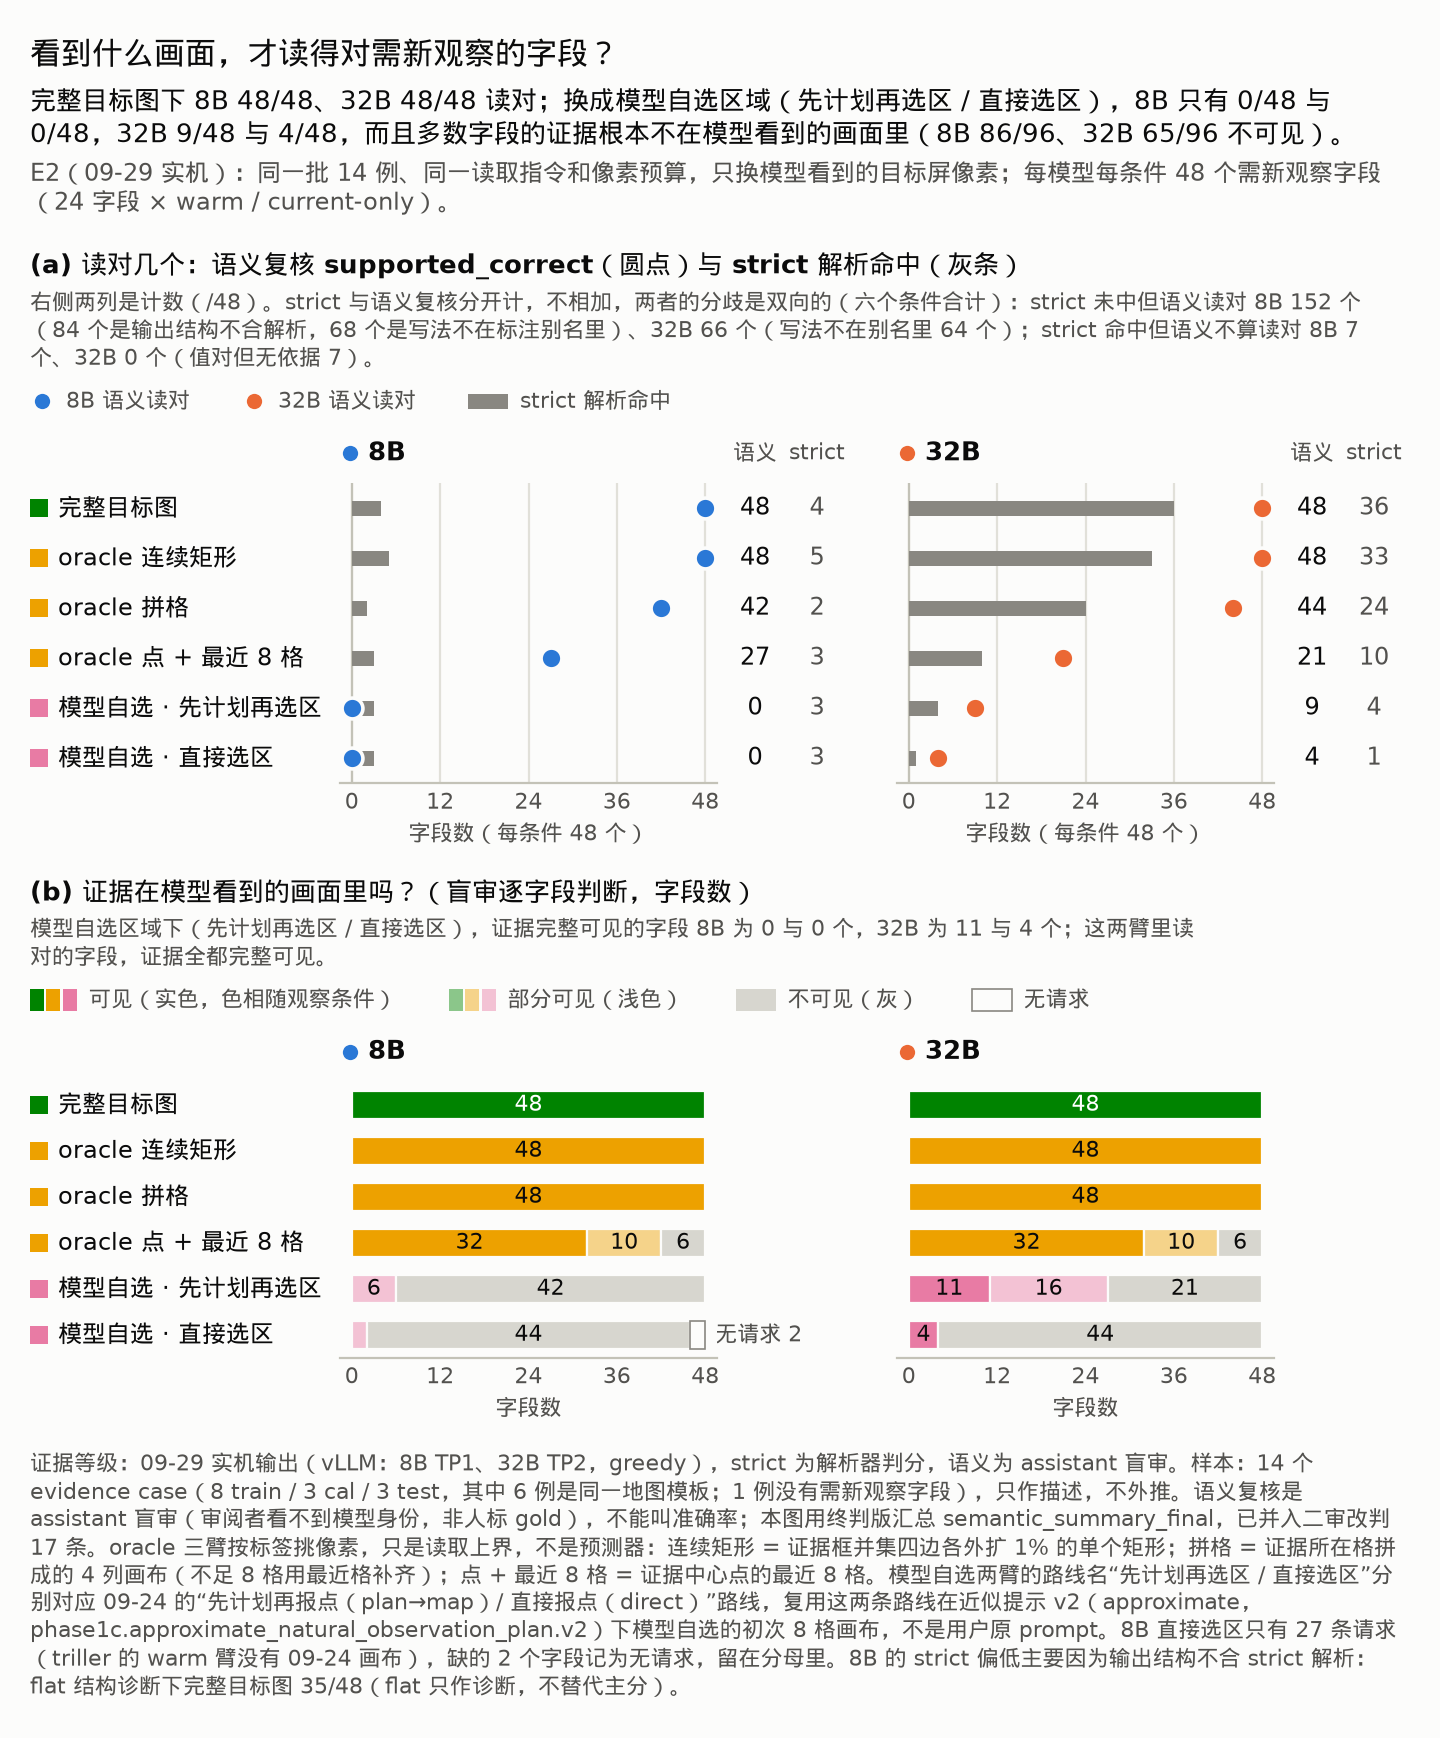 看到什么画面，才读得对需新观察的字段？
完整目标图下 8B 48/48、32B 48/48 读对；换成模型自选区域（先计划再选区 / 直接选区），8B 只有 0/48 与
0/48，32B 9/48 与 4/48，而且多数字段的证据根本不在模型看到的画面里（8B 86/96、32B 65/96 不可见）。
E2（09-29 实机）：同一批 14 例、同一读取指令和像素预算，只换模型看到的目标屏像素；每模型每条件 48 个需新观察字段
（24 字段 × warm / current-only）。
(a) 读对几个：语义复核 supported_correct（圆点）与 strict 解析命中（灰条）
右侧两列是计数（/48）。strict 与语义复核分开计，不相加，两者的分歧是双向的（六个条件合计）：strict 未中但语义读对 8B 152 个
（84 个是输出结构不合解析，68 个是写法不在标注别名里）、32B 66 个（写法不在别名里 64 个）；strict 命中但语义不算读对 8B 7
个、32B 0 个（值对但无依据 7）。
8B 语义读对 32B 语义读对 strict 解析命中
8B 语义 strict 32B 语义 strict
完整目标图 48 4 48 36
oracle 连续矩形 48 5 48 33
oracle 拼格 42 2 44 24
oracle 点 + 最近 8 格 27 3 21 10
模型自选 · 先计划再选区 0 3 9 4
模型自选 · 直接选区 0 3 4 1
0 12 24 36 48 0 12 24 36 48
字段数（每条件 48 个） 字段数（每条件 48 个）
(b) 证据在模型看到的画面里吗？（盲审逐字段判断，字段数）
模型自选区域下（先计划再选区 / 直接选区），证据完整可见的字段 8B 为 0 与 0 个，32B 为 11 与 4 个；这两臂里读
对的字段，证据全都完整可见。
可见（实色，色相随观察条件） 部分可见（浅色） 不可见（灰） 无请求
8B 32B
完整目标图 48 48
oracle 连续矩形 48 48
oracle 拼格 48 48
oracle 点 + 最近 8 格 32 10 6 32 10 6
模型自选 · 先计划再选区 6 42 11 16 21
模型自选 · 直接选区 44 无请求 2 4 44
0 12 24 36 48 0 12 24 36 48
字段数 字段数
证据等级：09-29 实机输出（vLLM：8B TP1、32B TP2，greedy），strict 为解析器判分，语义为 assistant 盲审。样本：14 个
evidence case（8 train / 3 cal / 3 test，其中 6 例是同一地图模板；1 例没有需新观察字段），只作描述，不外推。语义复核是
assistant 盲审（审阅者看不到模型身份，非人标 gold），不能叫准确率；本图用终判版汇总 semantic_summary_final，已并入二审改判
17 条。oracle 三臂按标签挑像素，只是读取上界，不是预测器：连续矩形 = 证据框并集四边各外扩 1% 的单个矩形；拼格 = 证据所在格拼
成的 4 列画布（不足 8 格用最近格补齐）；点 + 最近 8 格 = 证据中心点的最近 8 格。模型自选两臂的路线名“先计划再选区 / 直接选区”分
别对应 09-24 的“先计划再报点（plan→map）/ 直接报点（direct）”路线，复用这两条路线在近似提示 v2（approximate，
phase1c.approximate_natural_observation_plan.v2）下模型自选的初次 8 格画布，不是用户原 prompt。8B 直接选区只有 27 条请求
（triller 的 warm 臂没有 09-24 画布），缺的 2 个字段记为无请求，留在分母里。8B 的 strict 偏低主要因为输出结构不合 strict 解析：
flat 结构诊断下完整目标图 35/48（flat 只作诊断，不替代主分）。